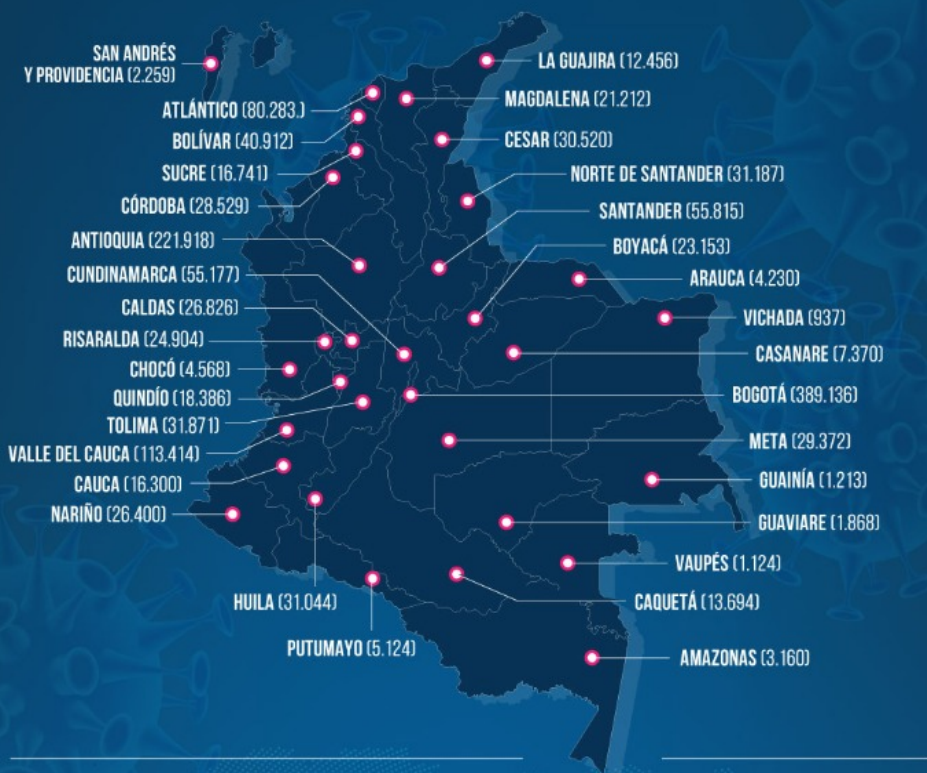 SAN ANDRÉS
Y PROVIDENCIA (2.259)
ATLÁNTICO (80.283.)
BOLÍVAR (40.912)
SUCRE (16.741)
CÓRDOBA (28.529)
ANTIOQUIA (221.918)
CUNDINAMARCA (55.177)
CALDAS (26.826)
RISARALDA (24.904)
CHOCÓ (4.568)
QUINDÍO (18.386)
TOLIMA (31.871)
VALLE DEL CAUCA (113.414)
CAUCA (16.300)
NARIÑO (26.400)
HUILA (31.044)
PUTUMAYO (5.124)
LA GUAJIRA (12.456)
MAGDALENA (21.212)
CESAR (30.520)
NORTE DE SANTANDER (31.187)
SANTANDER (55.815)
BOYACÁ (23.153)
ARAUCA (4.230)
VICHADA (937)
CASANARE (7.370)
BOGOTÁ (389.136)
META (29.372)
GUAINÍA (1.213)
GUAVIARE (1.868)
VAUPÉS (1.124)
CAQUETÁ (13.694)
AMAZONAS (3.160)